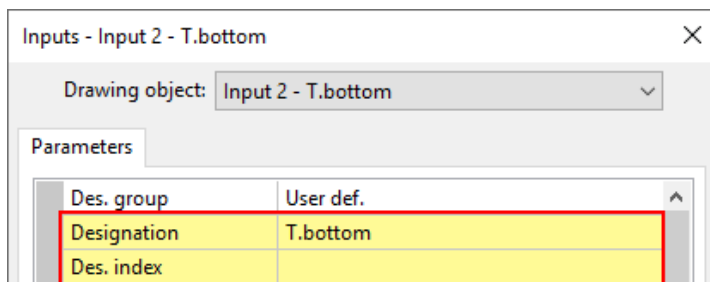 Inputs - Input 2 - T.bottom
Drawing object: Input 2 - T.bottom
Parameters
Des. group User def.
Designation T.bottom
Des. index